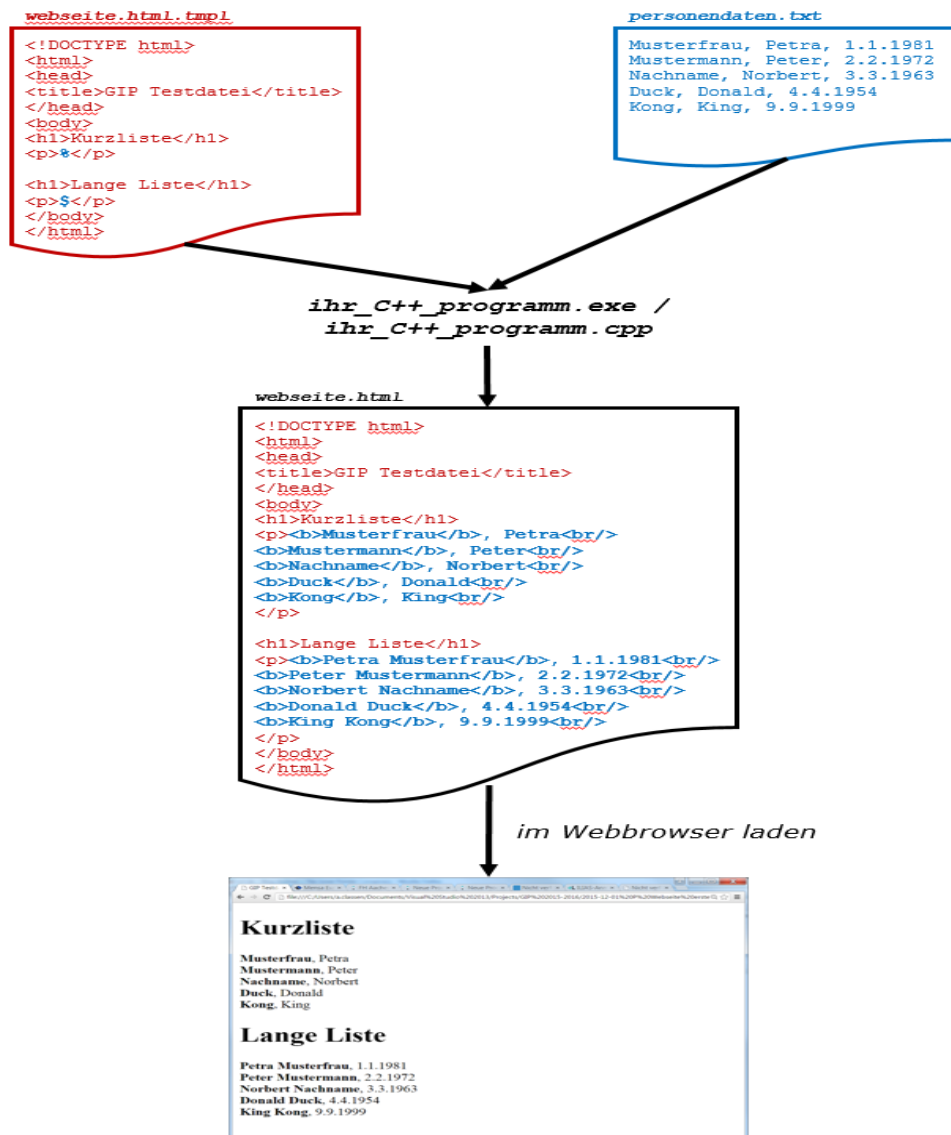 webseite.html.tmpl
<!DOCTYPE html>
<html>
<head>
<title>GIP Testdatei</title>
</head>
<body>
<h1>Kurzliste</h1>
<p>%</p>
<h1>Lange Liste</h1>
<p>$</p>
</body>
</html>
personendaten.txt
Musterfrau, Petra, 1.1.1981
Mustermann, Peter, 2.2.1972
Nachname, Norbert, 3.3.1963
Duck, Donald, 4.4.1954
Kong, King, 9.9.1999
ihr_C++_programm.exe /
ihr_C++_programm.cpp
webseite.html
<!DOCTYPE html>
<html>
<head>
<title>GIP Testdatei</title>
</head>
<body>
<h1>Kurzliste</h1>
<p><b>Musterfrau</b>, Petra<br/>
<b>Mustermann</b>, Peter<br/>
<b>Nachname</b>, Norbert<br/>
<b>Duck</b>, Donald<br/>
<b>Kong</b>, King<br/>
</p>
<h1>Lange Liste</h1>
<p><b>Petra Musterfrau</b>, 1.1.1981<br/>
<b>Peter Mustermann</b>, 2.2.1972<br/>
<b>Norbert Nachname</b>, 3.3.1963<br/>
<b>Donald Duck</b>, 4.4.1954<br/>
<b>King Kong</b>, 9.9.1999<br/>
</p>
</body>
</html>
im Webbrowser laden
Kurzliste
Musterfrau, Petra
Mustermann, Peter
Nachname, Norbert
Duck, Donald
Kong, King
Lange Liste
Petra Musterfrau, 1.1.1981
Peter Mustermann, 2.2.1972
Norbert Nachname, 3.3.1963
Donald Duck, 4.4.1954
King Kong, 9.9.1999